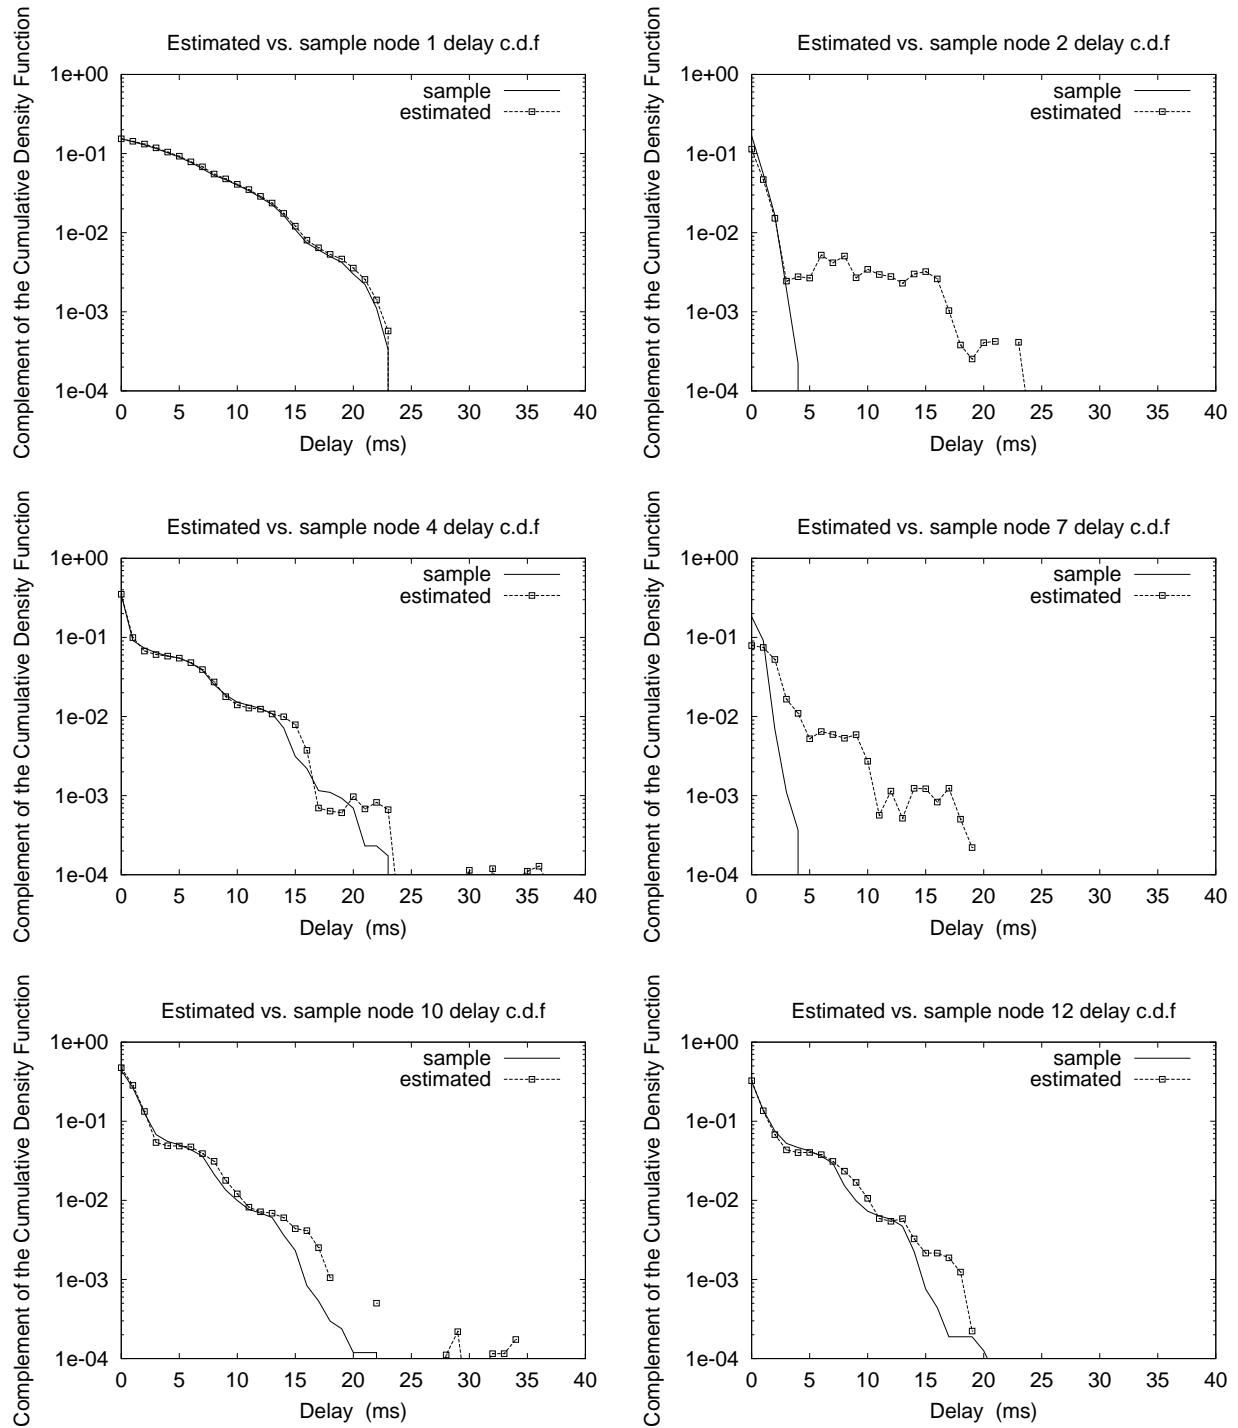 Estimated vs. sample node 1 delay c.d.f
Complement of the Cumulative Density Function
1e+00
1e-01
1e-02
1e-03
1e-04
sample
estimated
0 5 10 15 20 25 30 35 40
Delay (ms)
Estimated vs. sample node 2 delay c.d.f
Complement of the Cumulative Density Function
1e+00
1e-01
1e-02
1e-03
1e-04
sample
estimated
0 5 10 15 20 25 30 35 40
Delay (ms)
Estimated vs. sample node 4 delay c.d.f
Complement of the Cumulative Density Function
1e+00
1e-01
1e-02
1e-03
1e-04
sample
estimated
0 5 10 15 20 25 30 35 40
Delay (ms)
Estimated vs. sample node 7 delay c.d.f
Complement of the Cumulative Density Function
1e+00
1e-01
1e-02
1e-03
1e-04
sample
estimated
0 5 10 15 20 25 30 35 40
Delay (ms)
Estimated vs. sample node 10 delay c.d.f
Complement of the Cumulative Density Function
1e+00
1e-01
1e-02
1e-03
1e-04
sample
estimated
0 5 10 15 20 25 30 35 40
Delay (ms)
Estimated vs. sample node 12 delay c.d.f
Complement of the Cumulative Density Function
1e+00
1e-01
1e-02
1e-03
1e-04
sample
estimated
0 5 10 15 20 25 30 35 40
Delay (ms)